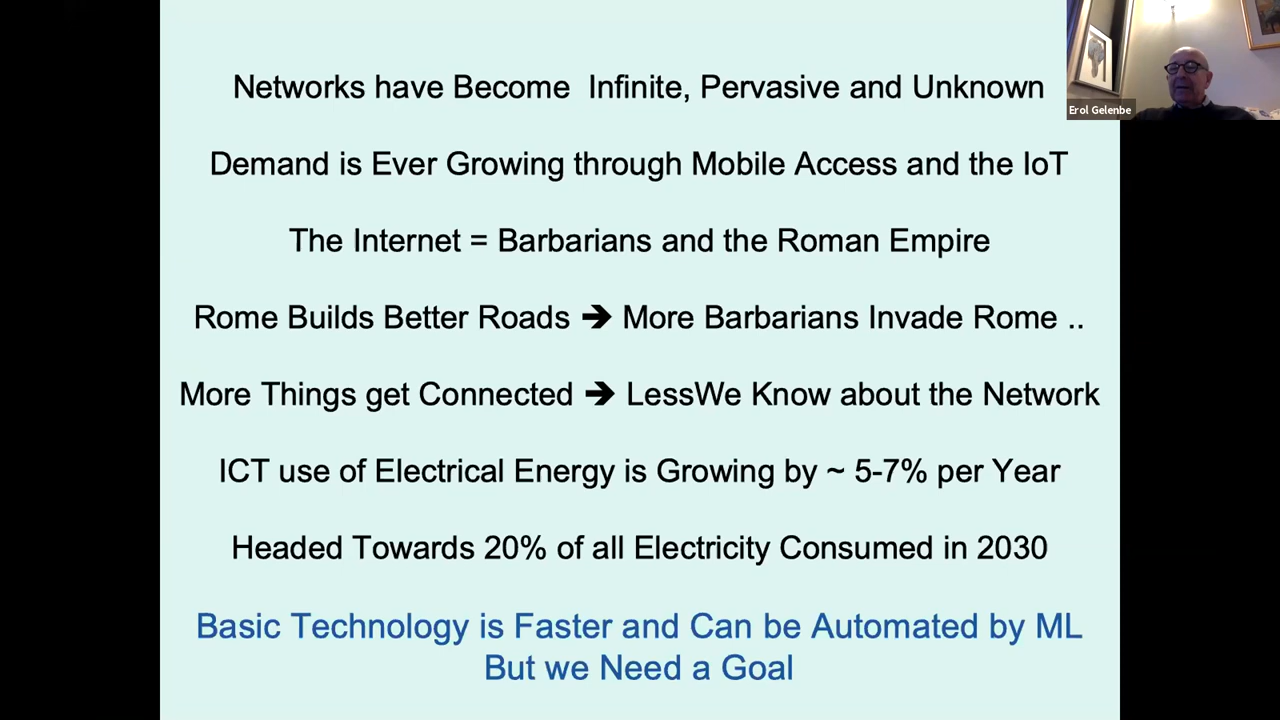 Networks have Become Infinite, Pervasive and Unknown
Erol Gelenbe
Demand is Ever Growing through Mobile Access and the IoT
The Internet = Barbarians and the Roman Empire
Rome Builds Better Roads ➔ More Barbarians Invade Rome ..
More Things get Connected ➔ LessWe Know about the Network
ICT use of Electrical Energy is Growing by ~ 5-7% per Year
Headed Towards 20% of all Electricity Consumed in 2030
Basic Technology is Faster and Can be Automated by ML
But we Need a Goal